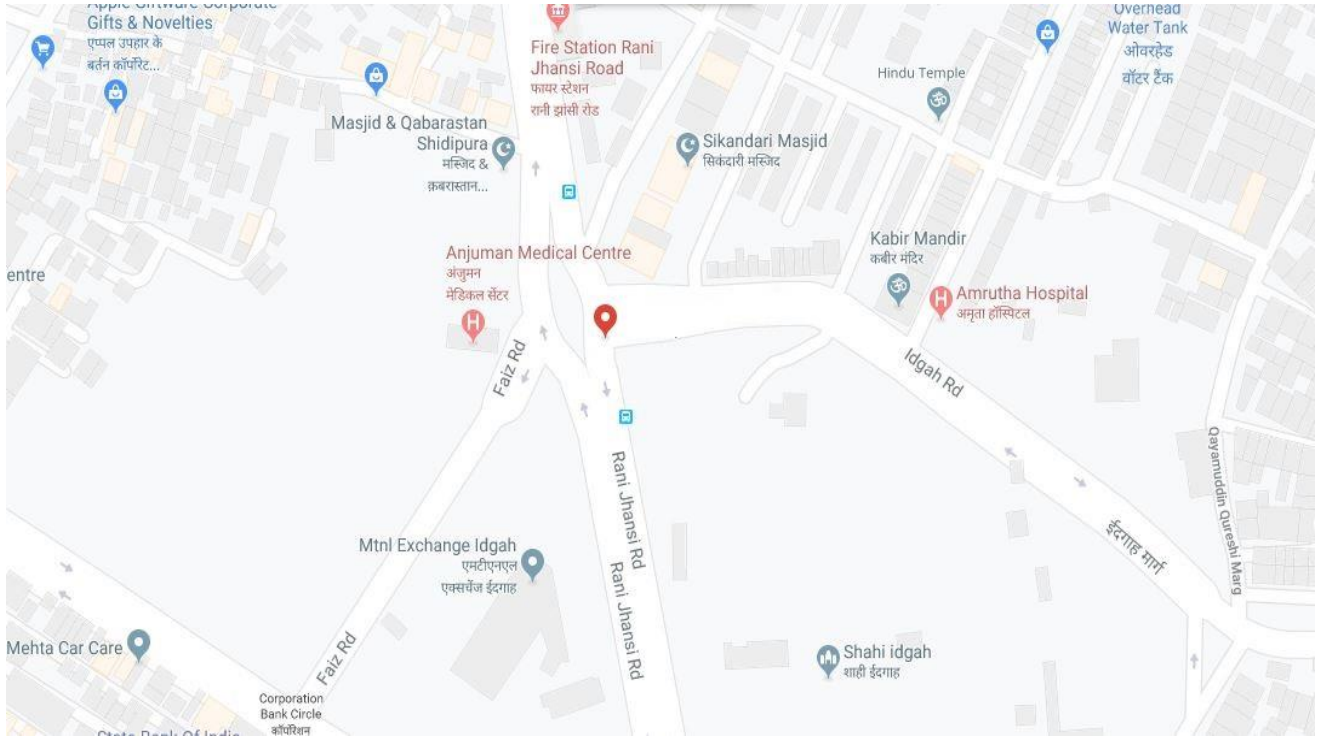 Apple Giftware Corporate
Gifts & Novelties
एप्पल उपहार के
बर्तन कॉर्पोरेट...
Fire Station Rani
Jhansi Road
फायर स्टेशन
रानी झांसी रोड
Overhead
Water Tank
ओवरहेड
वॉटर टैंक
Hindu Temple
Masjid & Qabarastan
Shidipura
मस्जिद &
क़बरास्तान...
Sikandari Masjid
सिकंदारी मस्जिद
Kabir Mandir
कबीर मंदिर
Anjuman Medical Centre
अंजुमन
मेडिकल सेंटर
entre
Amrutha Hospital
अमृता हॉस्पिटल
Faiz Rd
Idgah Rd
Rani Jhansi Rd
Qayamuddin Qureshi Marg
Mtnl Exchange Idgah
एमटीएनएल
एक्सचेंज ईदगाह
ईदगाह मार्ग
Rani Jhansi Rd
Mehta Car Care
Faiz Rd
Shahi idgah
शाही ईदगाह
Corporation
Bank Circle
कॉर्पोरेशन
State Bank Of India